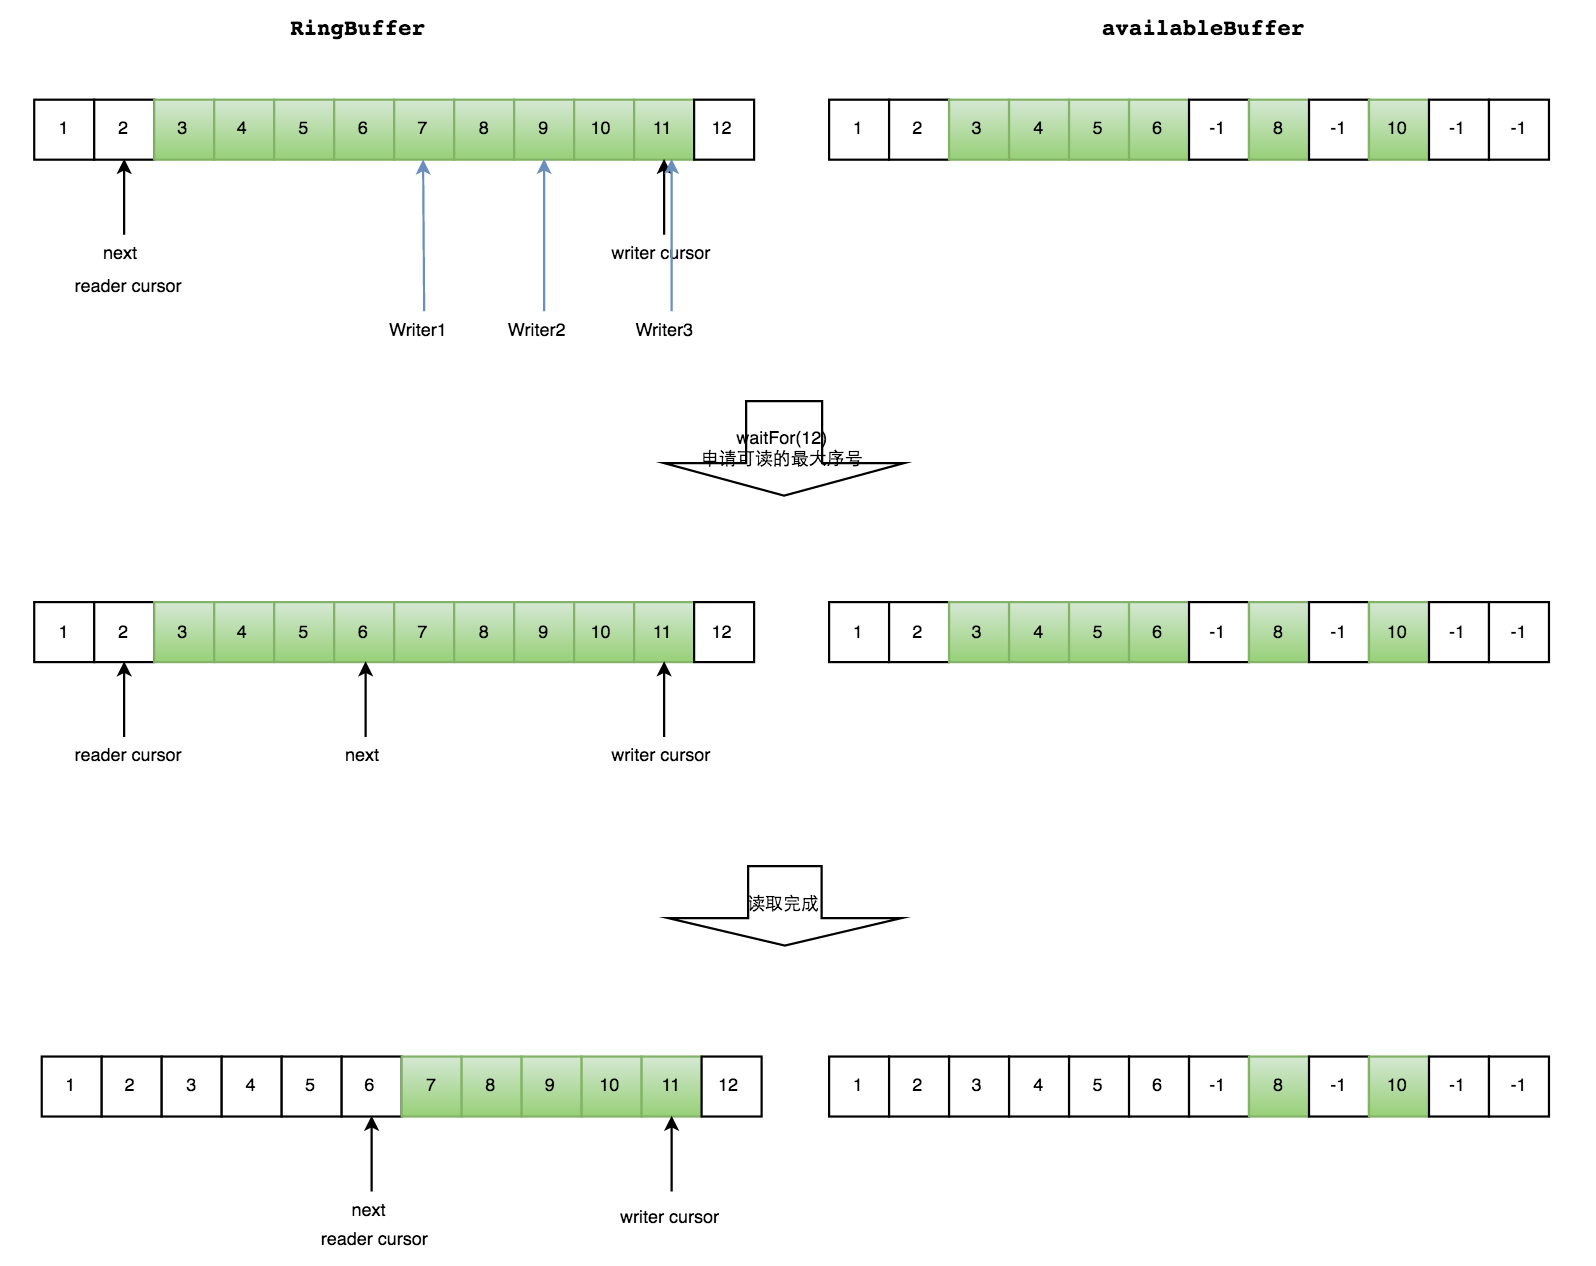 RingBuffer availableBuffer
1 2 3 4 5 6 7 8 9 10 11 12 1 2 3 4 5 6 -1 8 -1 10 -1 -1
next writer cursor
reader cursor
Writer1 Writer2 Writer3
waitFor(12)
申请可读的最大序号
1 2 3 4 5 6 7 8 9 10 11 12 1 2 3 4 5 6 -1 8 -1 10 -1 -1
reader cursor next writer cursor
读取完成
1 2 3 4 5 6 7 8 9 10 11 12 1 2 3 4 5 6 -1 8 -1 10 -1 -1
next writer cursor
reader cursor